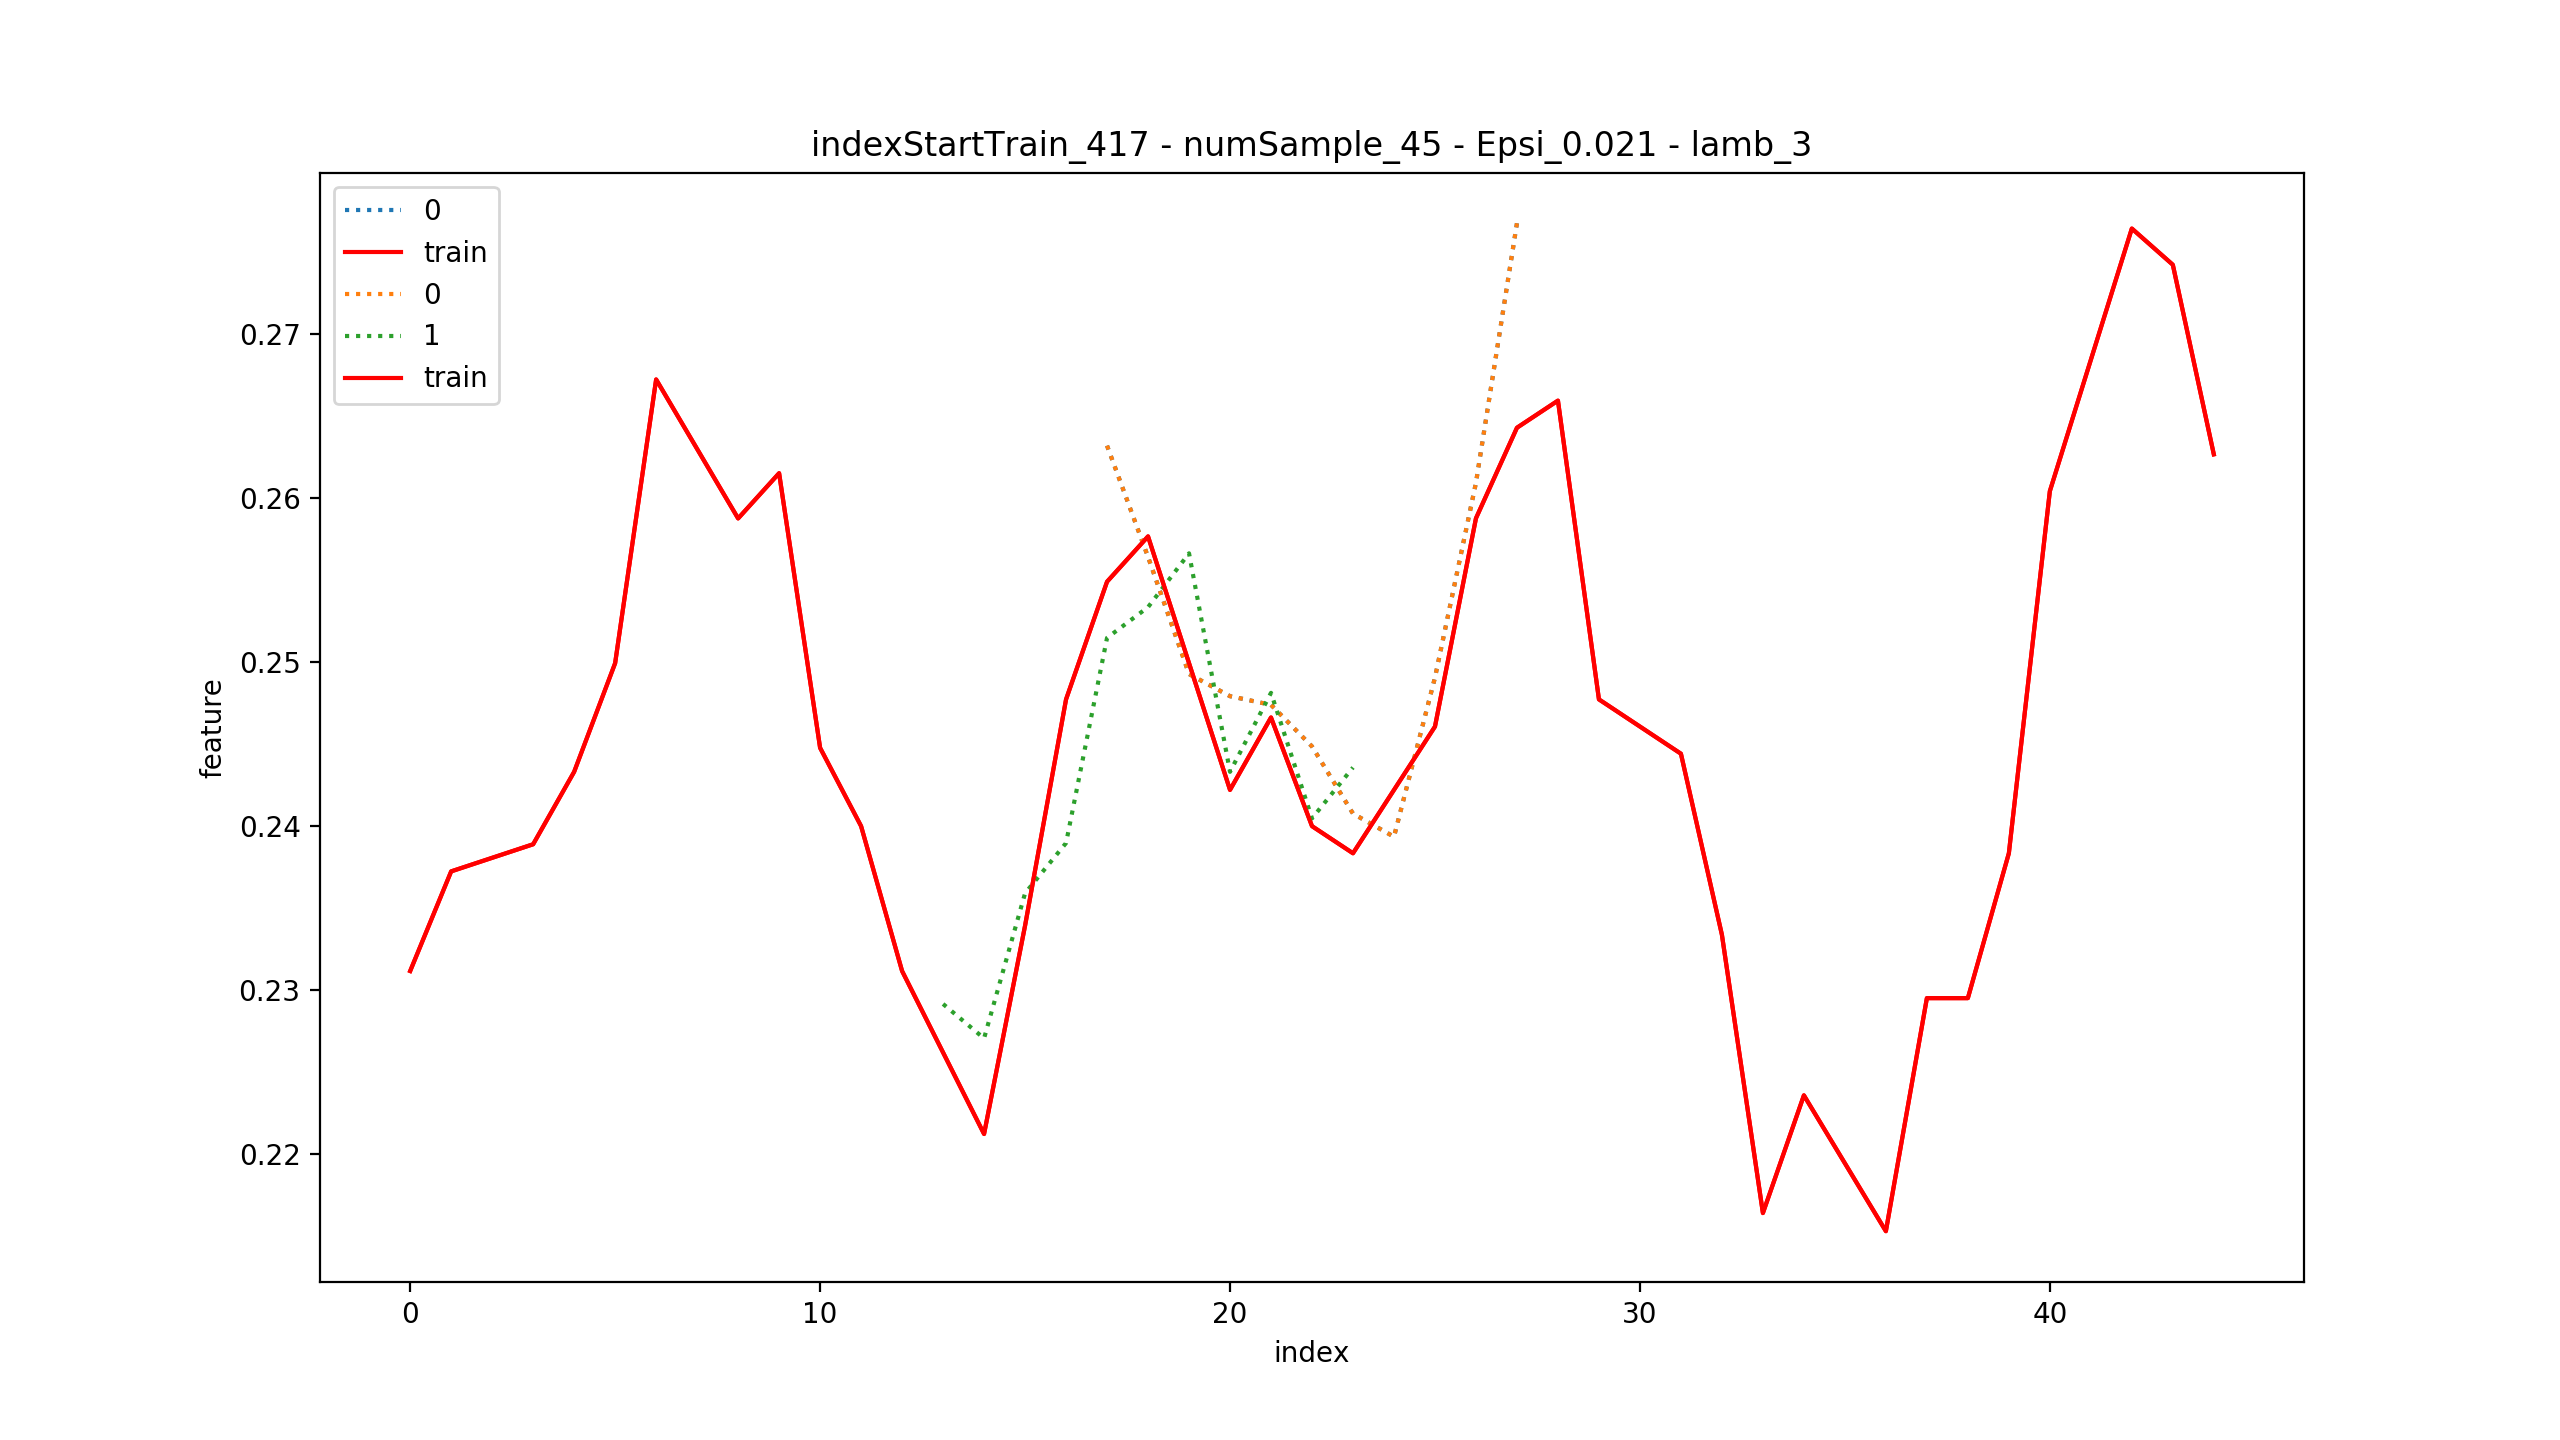 indexStartTrain_417 - numSample_45 - Epsi_0.021 - lamb_3
0
train
0
1
train
0.27
0.26
0.25
0.24
0.23
0.22
feature
0 10 20 30 40
index